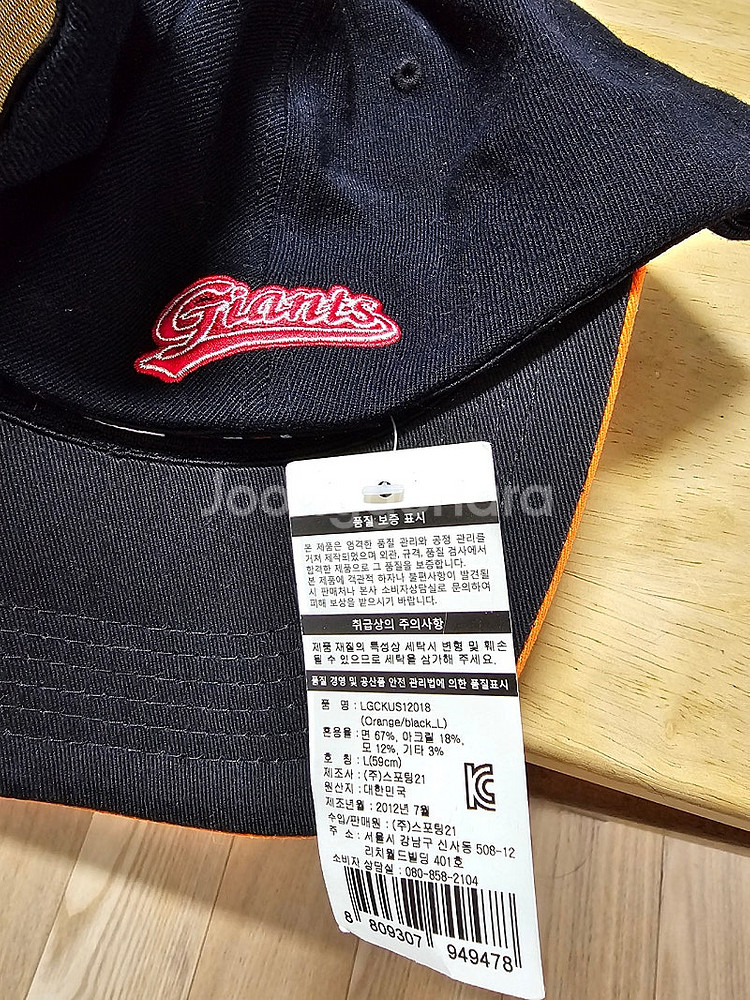 Giants
Joonggonara
품질 보증 표시
본 제품은 엄격한 품질 관리와 공정 관리를
거쳐 제작되었으며 외관, 규격, 품질 검사에서
합격한 제품으로 그 품질을 보증합니다.
본 제품에 객관적 하자나 불편사항이 발견될
시 판매처나 본사 소비자상담실로 문의하여
피해 보상을 받으시기 바랍니다.
취급상의 주의사항
제품 재질의 특성상 세탁시 변형 및 훼손
될 수 있으므로 세탁을 삼가해 주세요.
품질 경영 및 공산품 안전 관리법에 의한 품질표시
품 명 : LGCKUS12018
(Orange/black_L)
혼용율 : 면 67%, 아크릴 18%,
모 12%, 기타 3%
호 칭 : L(59cm)
제조사 : (주)스포팅21
원산지 : 대한민국
제조년월 : 2012년 7월
수입/판매원 : (주)스포팅21
주 소 : 서울시 강남구 신사동 508-12
리치월드빌딩 401호
소비자 상담실 : 080-858-2104
8 809307 949478